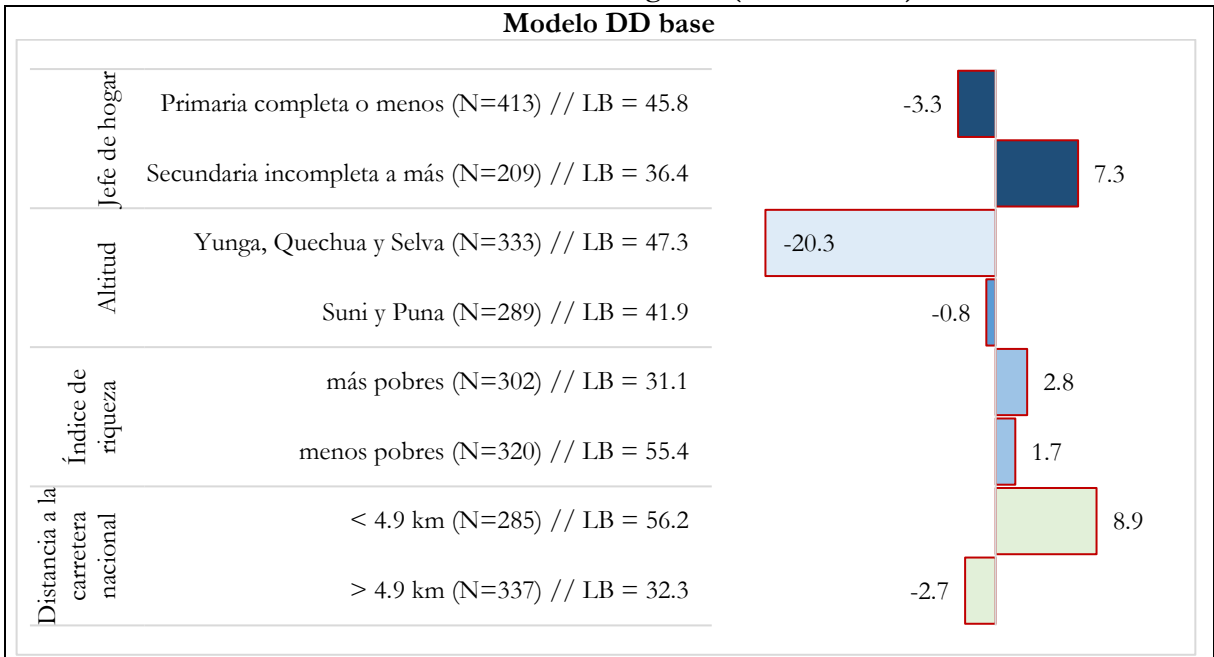 Modelo DD base
Jefe de hogar
Primaria completa o menos (N=413) // LB = 45.8
-3.3
Secundaria incompleta a más (N=209) // LB = 36.4
7.3
Altitud
Yunga, Quechua y Selva (N=333) // LB = 47.3
-20.3
Suni y Puna (N=289) // LB = 41.9
-0.8
Índice de
riqueza
más pobres (N=302) // LB = 31.1
2.8
menos pobres (N=320) // LB = 55.4
1.7
Distancia a la
carretera
nacional
< 4.9 km (N=285) // LB = 56.2
8.9
> 4.9 km (N=337) // LB = 32.3
-2.7